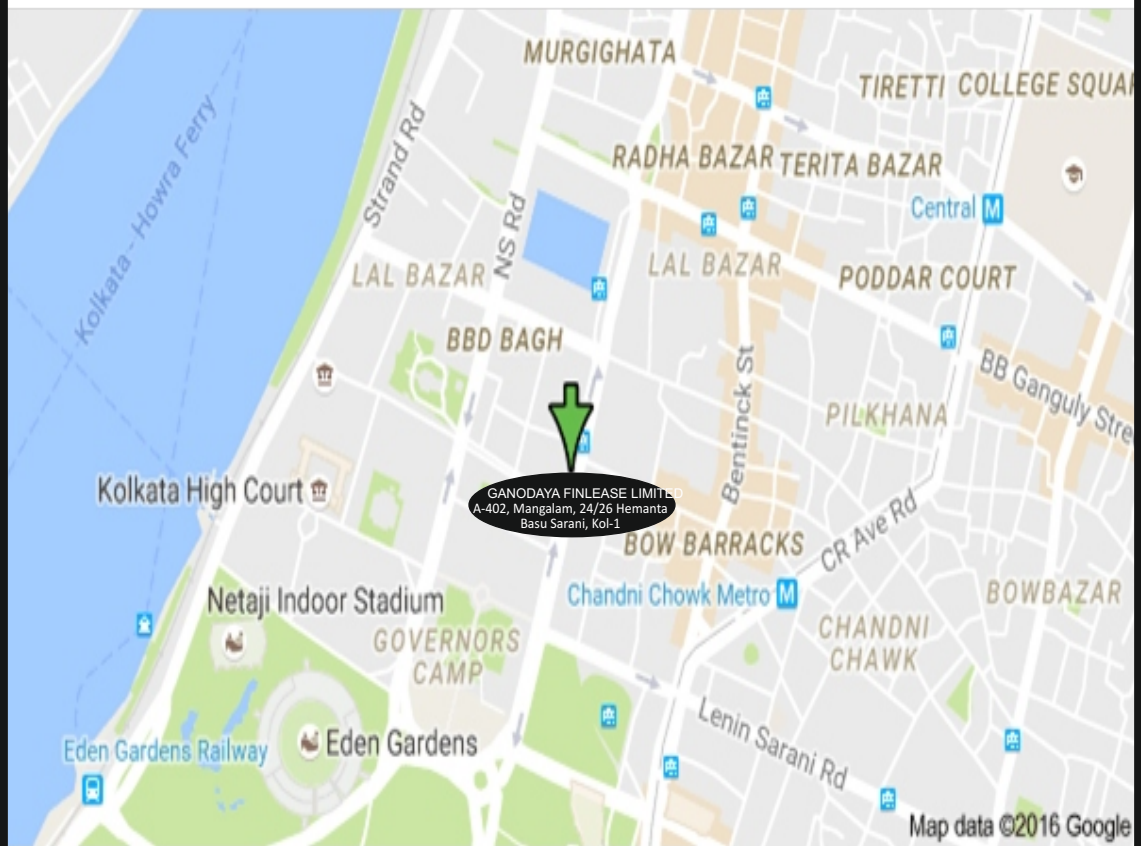 MURGIGHATA
TIRETTI
COLLEGE SQUAR
Kolkata - Howra Ferry
Strand Rd
RADHA BAZAR
TERITA BAZAR
Central M
NS Rd
LAL BAZAR
LAL BAZAR
PODDAR COURT
BBD BAGH
BB Ganguly Stre
Bentinck St
PILKHANA
Kolkata High Court
GANODAYA FINLEASE LIMITED
A-402, Mangalam, 24/26 Hemanta
Basu Sarani, Kol-1
CR Ave Rd
BOW BARRACKS
Chandni Chowk Metro M
BOWBAZAR
Netaji Indoor Stadium
GOVERNORS
CAMP
CHANDNI
CHAWK
Lenin Sarani Rd
Eden Gardens Railway
Eden Gardens
Map data ©2016 Google